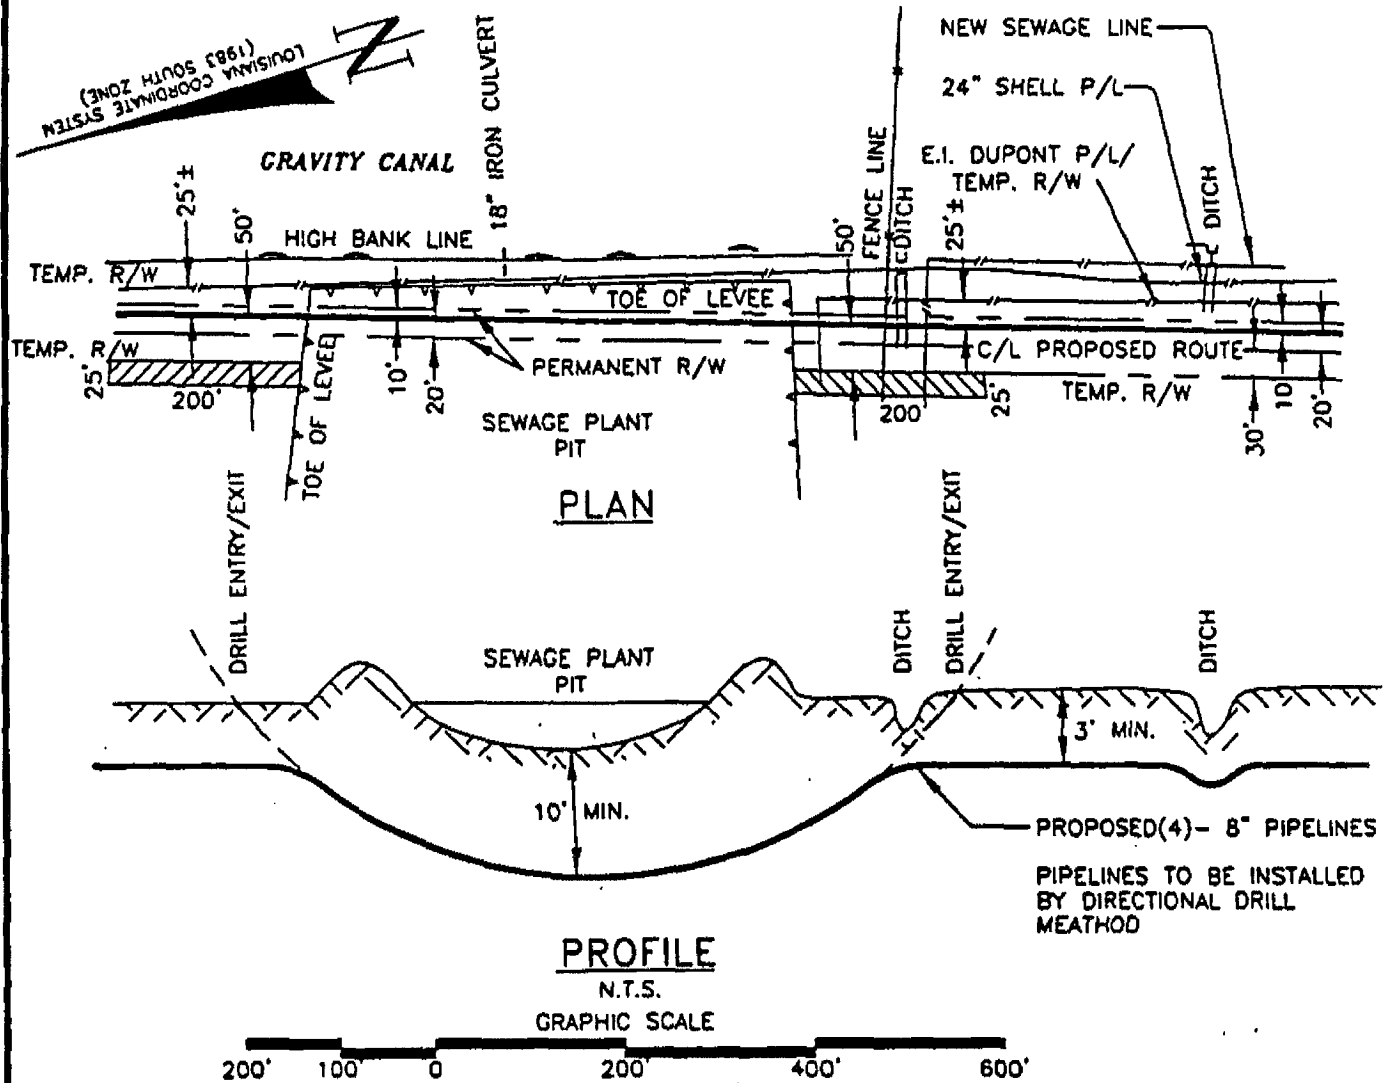 LOUISIANA COORDINATE SYSTEM
(1983 SOUTH ZONE)
N
GRAVITY CANAL
18" IRON CULVERT
FENCE LINE
DITCH
NEW SEWAGE LINE
24" SHELL P/L
E.I. DUPONT P/L/
TEMP. R/W
DITCH
25'±
50'
HIGH BANK LINE
50'
25'±
TEMP. R/W
TOE OF LEVEE
TEMP. R/W
25'
200'
TOE OF LEVEE
10'
20'
PERMANENT R/W
SEWAGE PLANT
PIT
200'
25'
C/L PROPOSED ROUTE
TEMP. R/W
30'
10'
20'
PLAN
DRILL ENTRY/EXIT
SEWAGE PLANT
PIT
DITCH
DRILL ENTRY/EXIT
DITCH
3' MIN.
10' MIN.
PROPOSED(4)- 8" PIPELINES
PIPELINES TO BE INSTALLED
BY DIRECTIONAL DRILL
MEATHOD
PROFILE
N.T.S.
GRAPHIC SCALE
200' 100' 0 200' 400' 600'